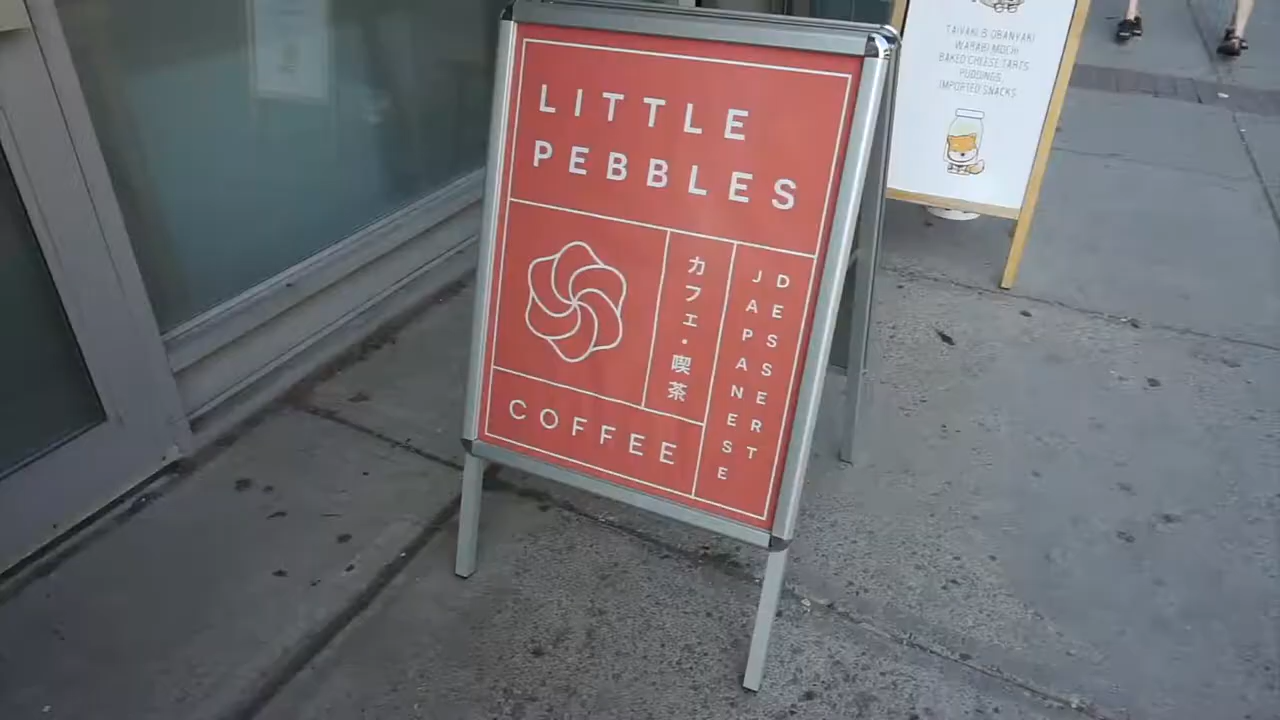 LITTLE
PEBBLES
カフェ・喫茶
JAPANESE
DESSERT
COFFEE
TAIYAKI & OBANYAKI
WARABI MOCHI
BAKED CHEESE TARTS
PUDDINGS,
IMPORTED SNACKS